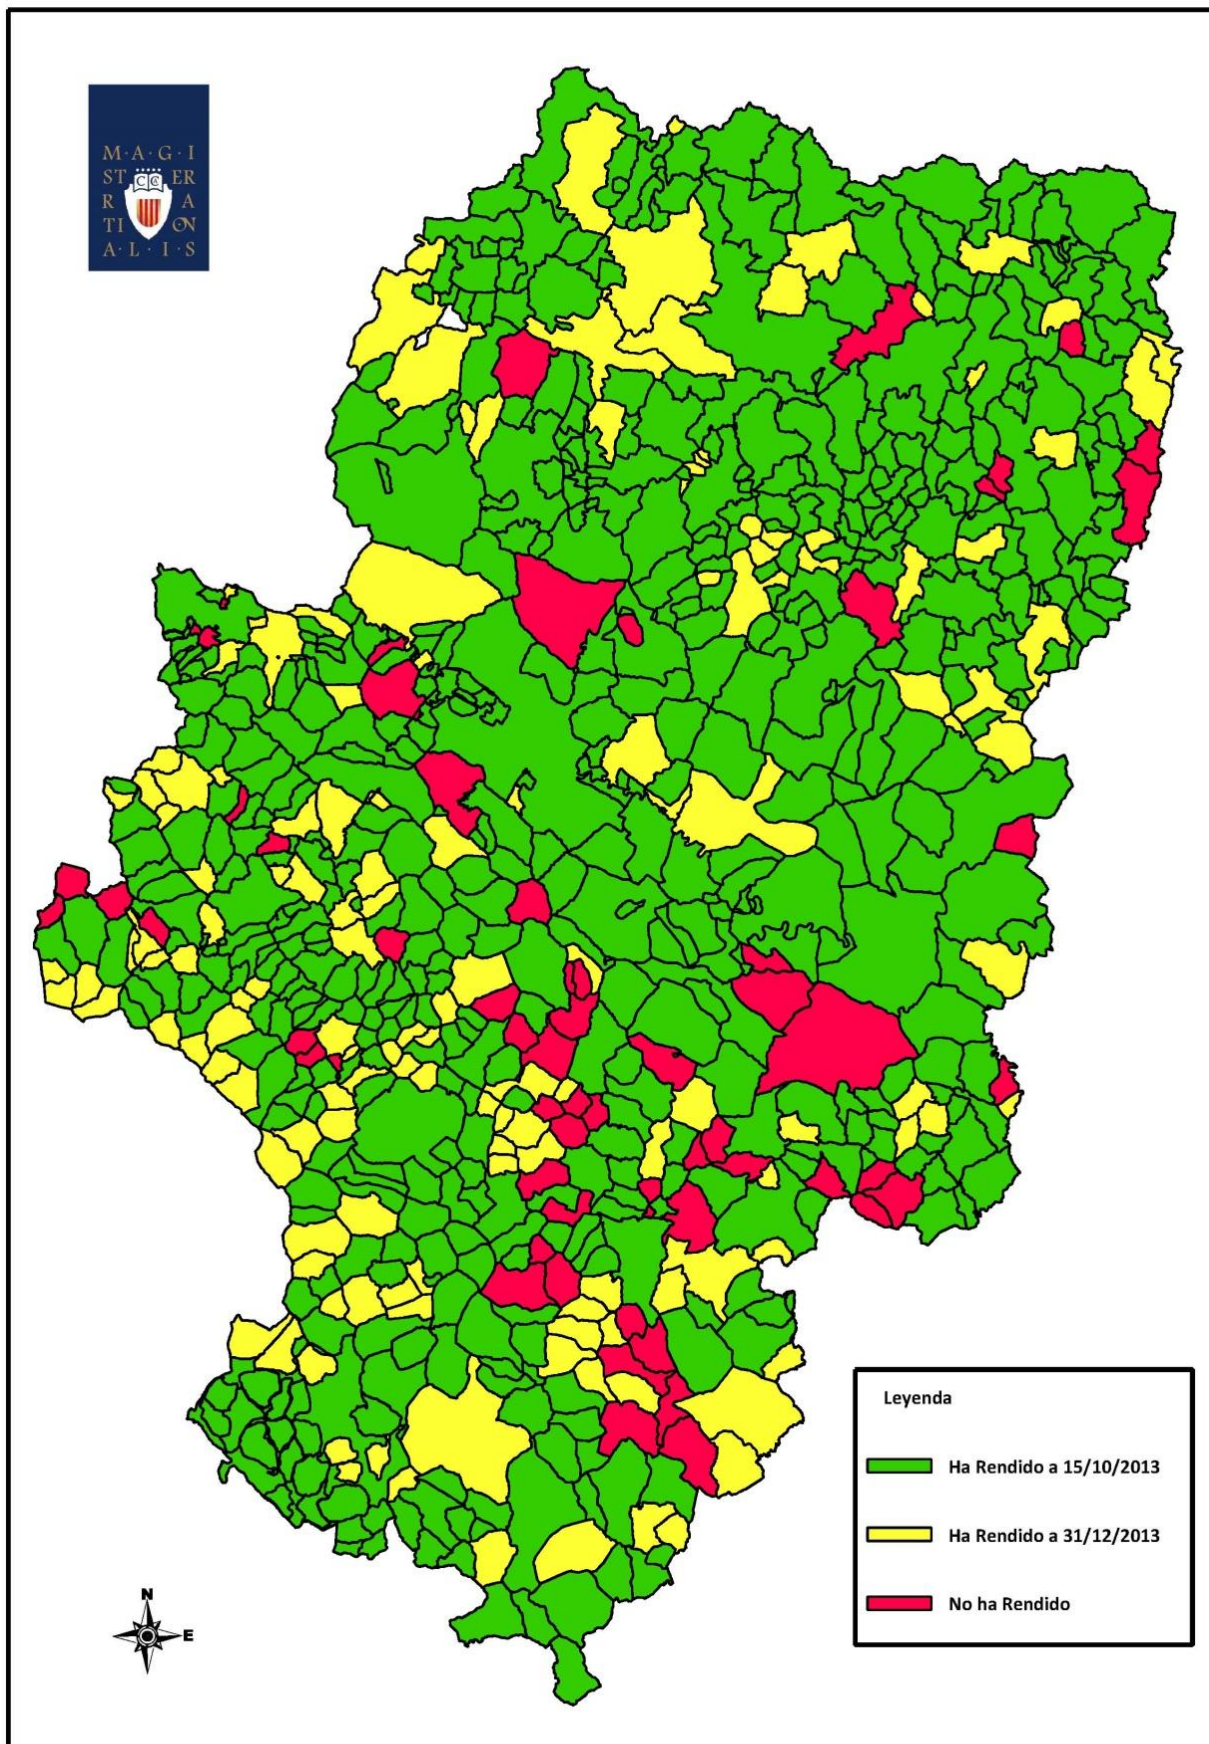 M·A·G·I
ST ER
R A
TI ON
A·L·I·S
N
E
Leyenda
Ha Rendido a 15/10/2013
Ha Rendido a 31/12/2013
No ha Rendido